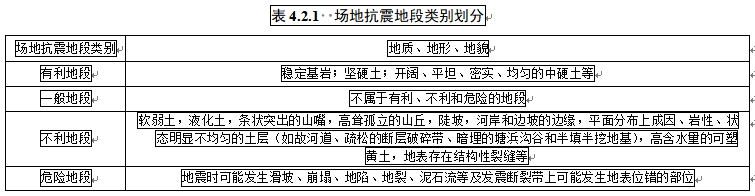 表 4.2.1 场地抗震地段类别划分
场地抗震地段类别 地质、地形、地貌
有利地段 稳定基岩；坚硬土；开阔、平坦、密实、均匀的中硬土等
一般地段 不属于有利、不利和危险的地段
不利地段 软弱土，液化土，条状突出的山嘴，高耸孤立的山丘，陡坡，河岸和边坡的边缘，平面分布上成因、岩性、状
态明显不均匀的土层（如故河道、疏松的断层破碎带、暗埋的塘浜沟谷和半填半挖地基），高含水量的可塑
黄土，地表存在结构性裂缝等
危险地段 地震时可能发生滑坡、崩塌、地陷、地裂、泥石流等及发震断裂带上可能发生地表位错的部位